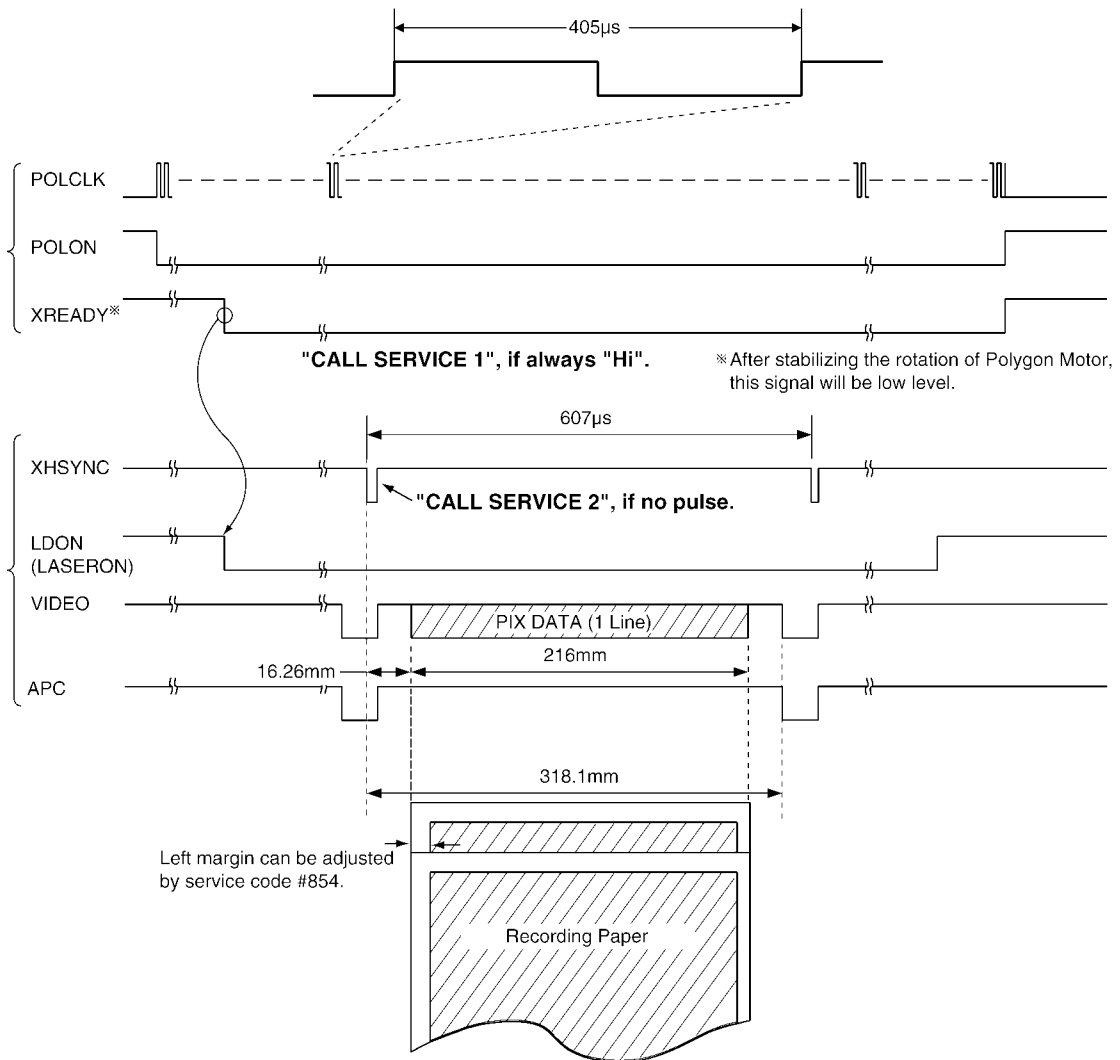 405µs
POLCLK
POLON
XREADY※
"CALL SERVICE 1", if always "Hi".
※After stabilizing the rotation of Polygon Motor,
this signal will be low level.
607µs
XHSYNC
"CALL SERVICE 2", if no pulse.
LDON
(LASERON)
VIDEO
PIX DATA (1 Line)
16.26mm
216mm
APC
318.1mm
Left margin can be adjusted
by service code #854.
Recording Paper